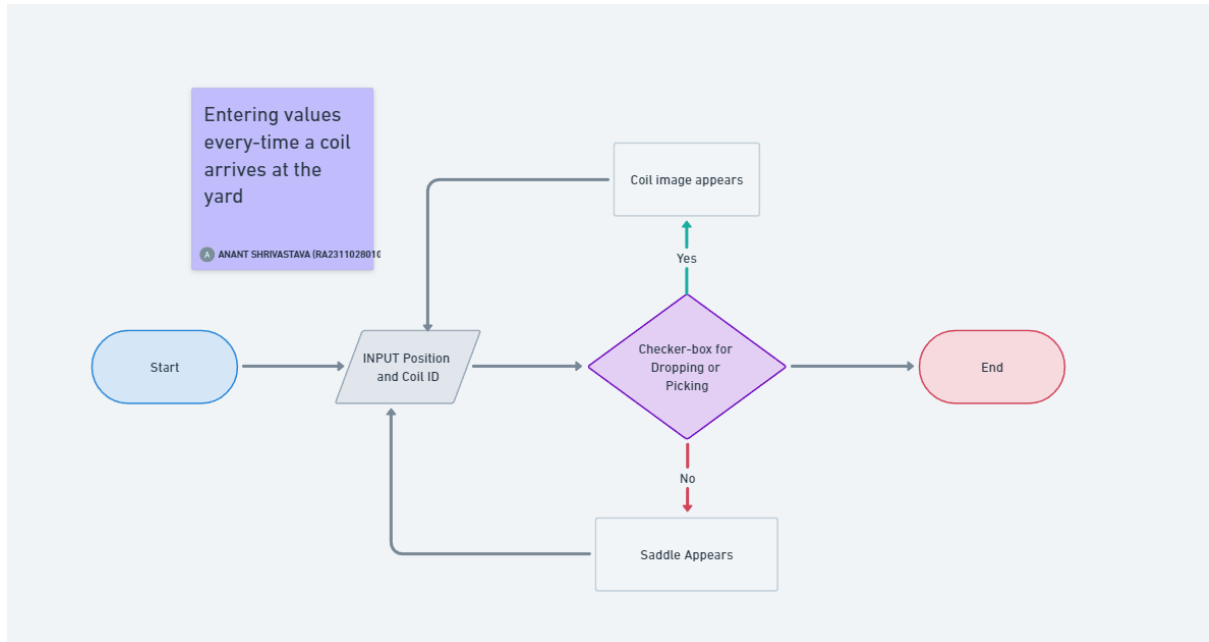 Entering values
every-time a coil
arrives at the
yard
A ANANT SHRIVASTAVA (RA2311028010
Coil image appears
Yes
Start
INPUT Position
and Coil ID
Checker-box for
Dropping or
Picking
End
No
Saddle Appears